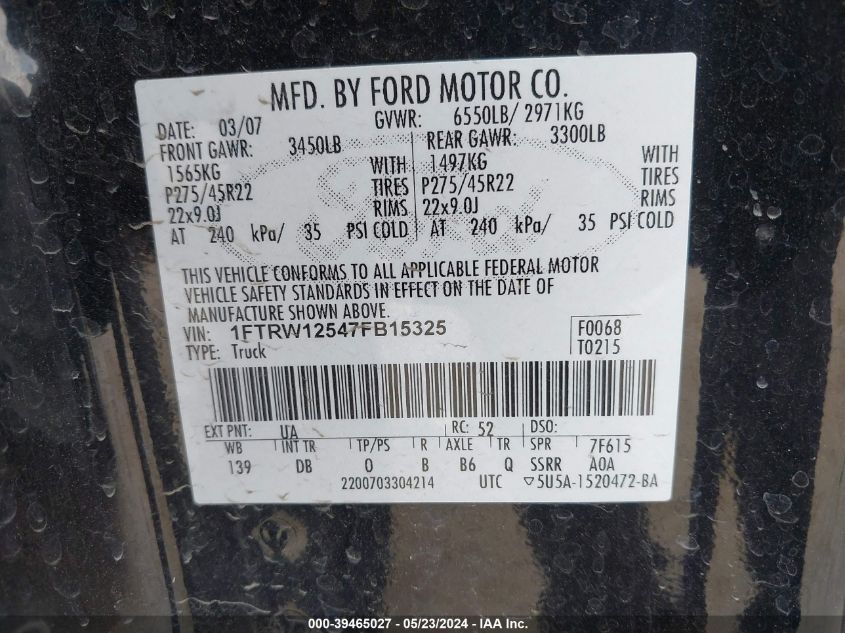 MFD. BY FORD MOTOR CO.
DATE: 03/07 GVWR: 6550LB/ 2971KG
FRONT GAWR: 3450LB REAR GAWR: 3300LB
1565KG WITH 1497KG WITH
P275/45R22 TIRES P275/45R22 TIRES
22x9.0J RIMS 22x9.0J RIMS
AT 240 kPa/ 35 PSI COLD AT 240 kPa/ 35 PSI COLD
THIS VEHICLE CONFORMS TO ALL APPLICABLE FEDERAL MOTOR
VEHICLE SAFETY STANDARDS IN EFFECT ON THE DATE OF
MANUFACTURE SHOWN ABOVE.
VIN: 1FTRW12547FB15325 F0068
TYPE: Truck T0215
EXT PNT: UA RC: 52 DSO:
WB INT TR TP/PS R AXLE TR SPR 7F615
139 DB O B B6 Q SSRR A0A
2200703304214 UTC ▽5U5A-1520472-BA
000-39465027 - 05/23/2024 - IAA Inc.